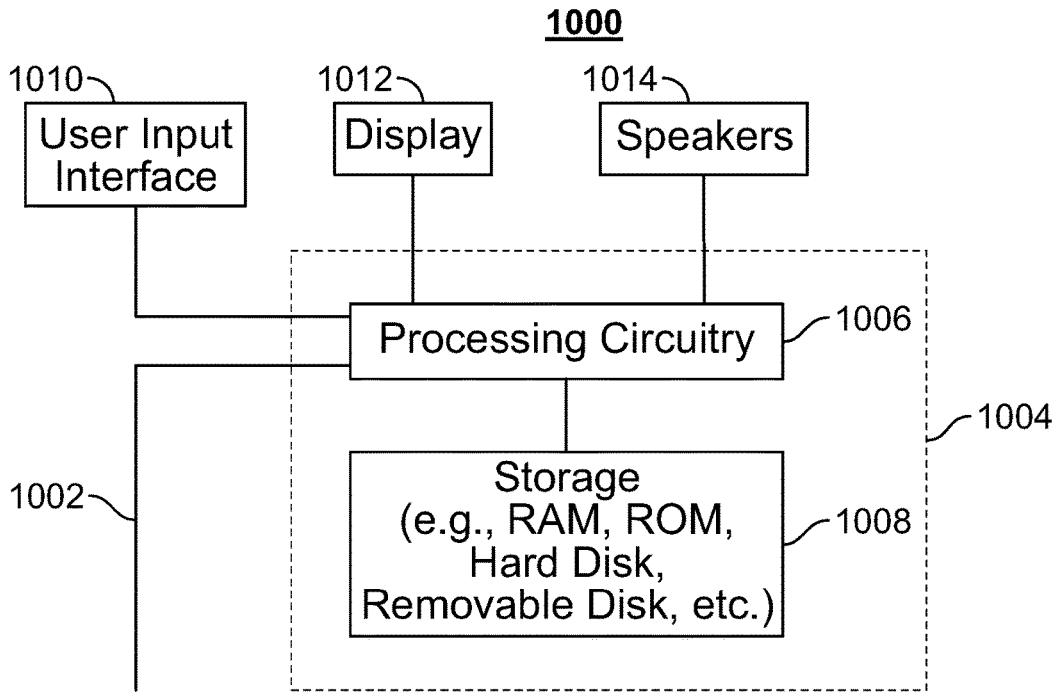 1000
1010
1012
1014
User Input
Interface
Display
Speakers
Processing Circuitry
1006
1004
Storage
(e.g., RAM, ROM,
Hard Disk,
Removable Disk, etc.)
1002
1008